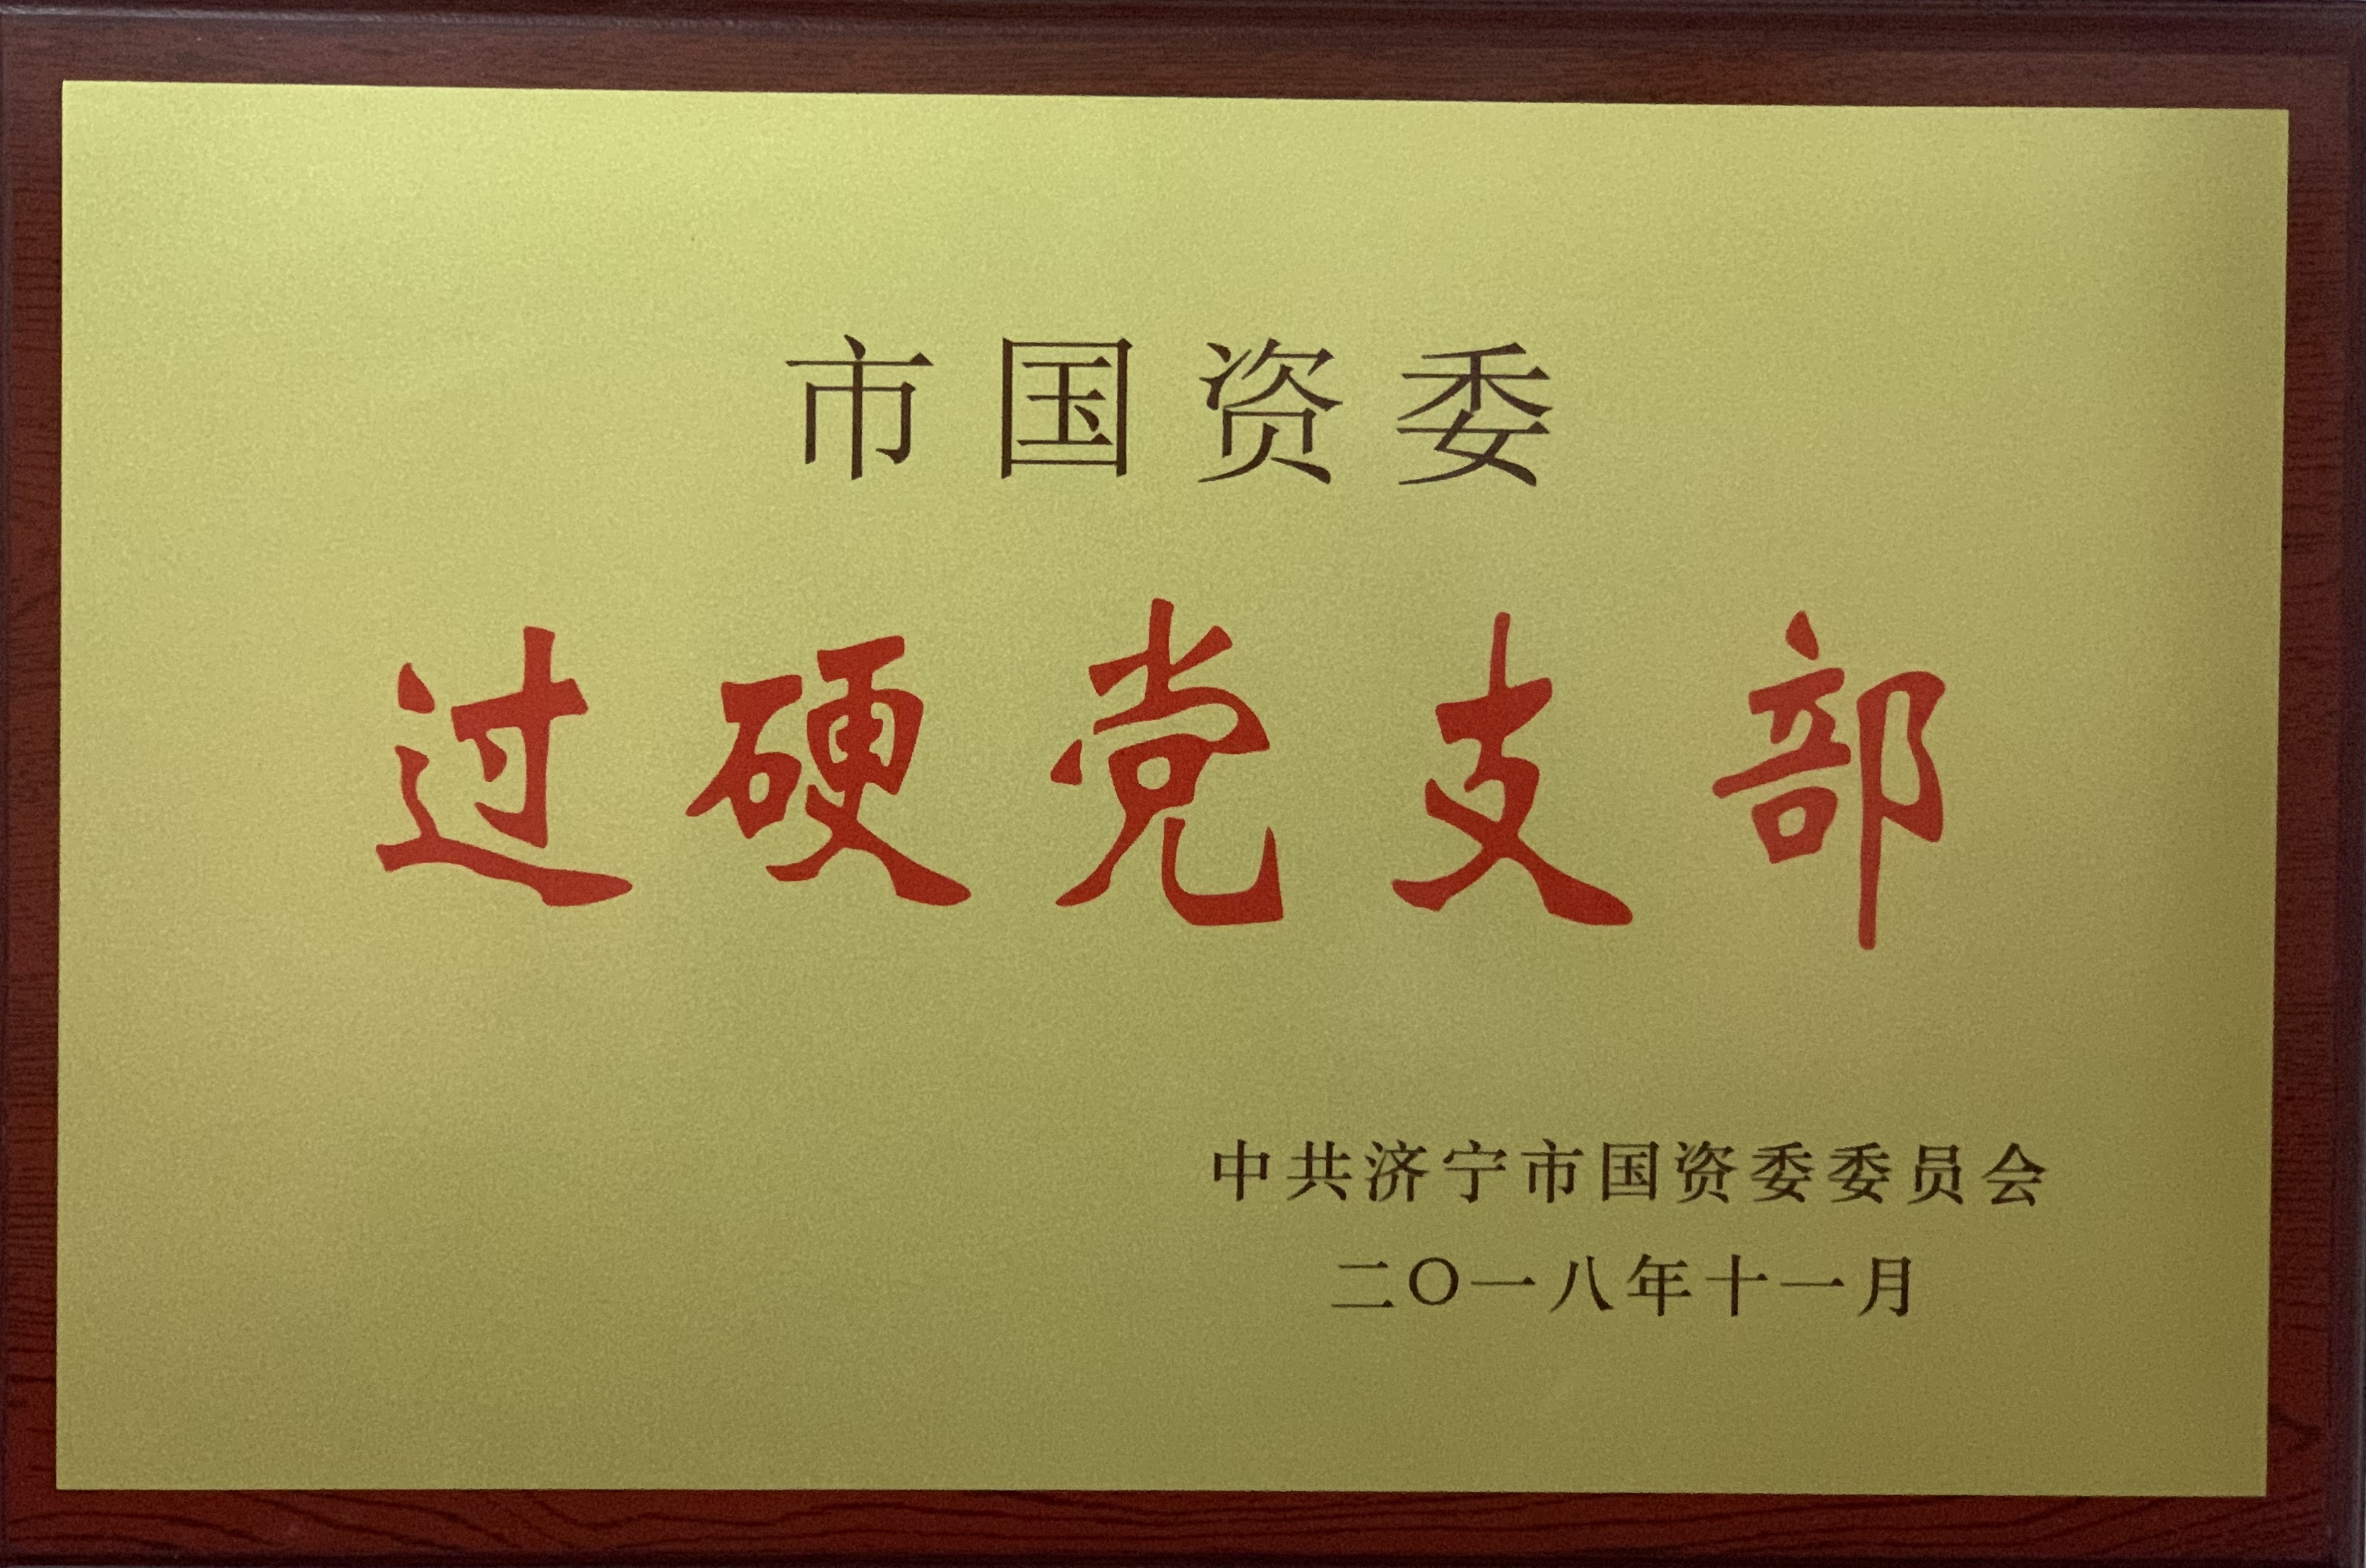 市国资委
过硬党支部
中共济宁市国资委委员会
二〇一八年十一月